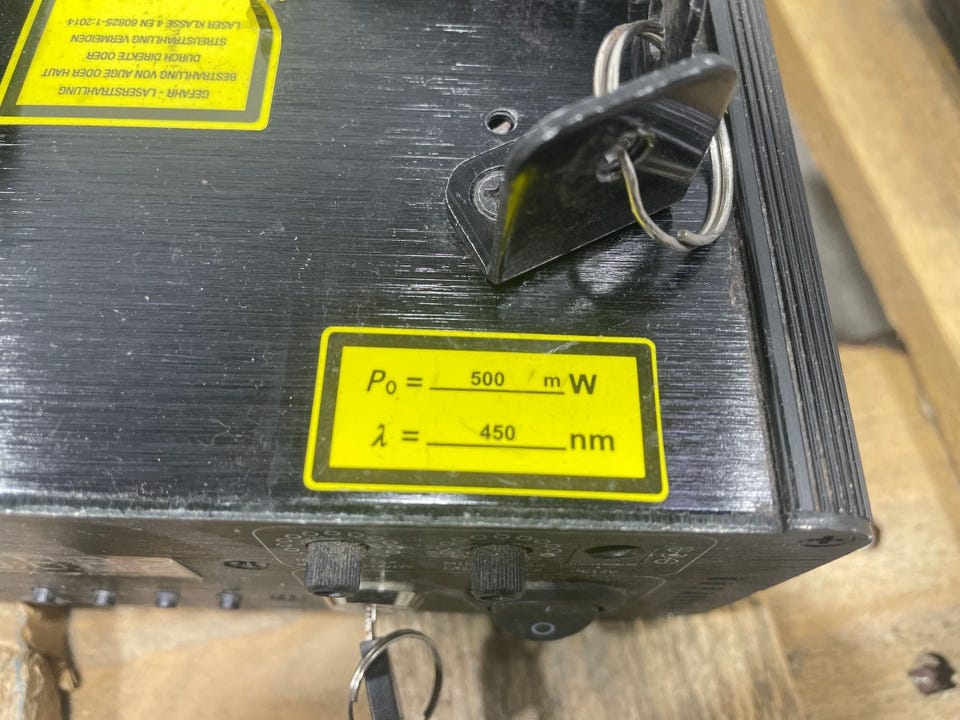 GEFAHR - LASERSTRAHLUNG
BESTRAHLUNG VON AUGE ODER HAUT
DURCH DIREKTE ODER
STREUSTRAHLUNG VERMEIDEN
LASER KLASSE 4 EN 60825-1:2014
P₀ = 500 mW
λ = 450 nm